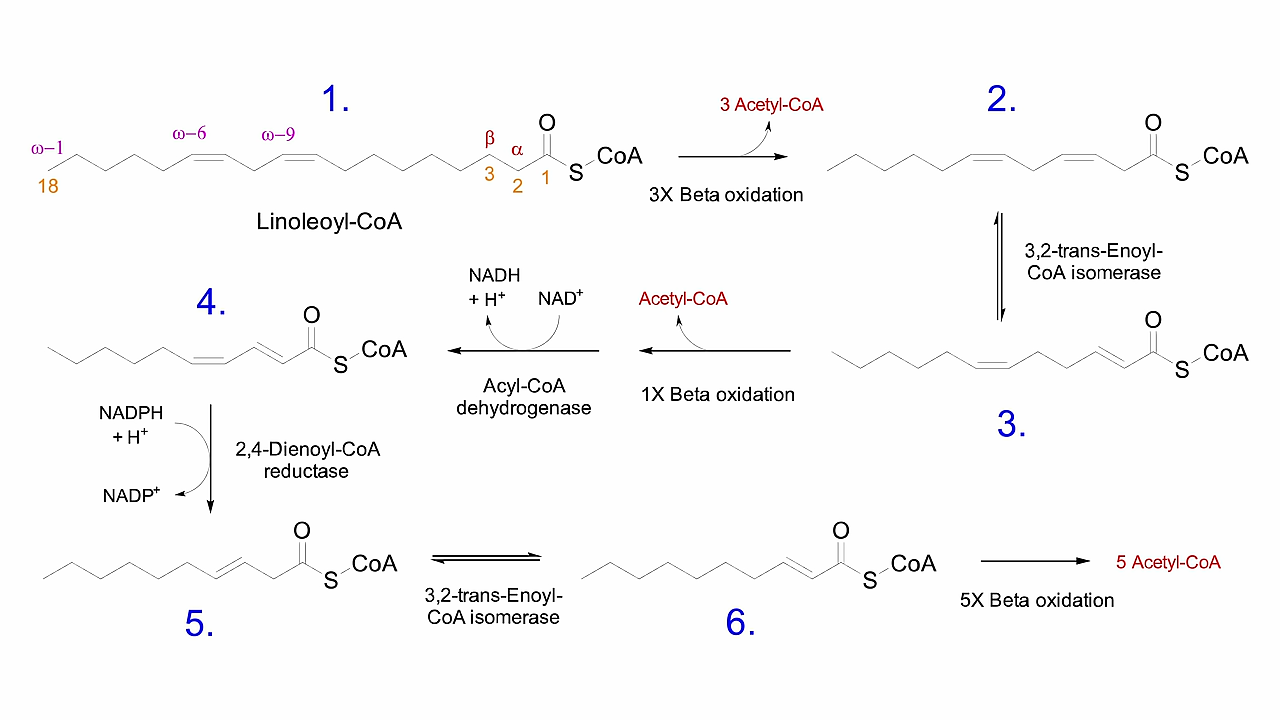 1.
ω−1
ω−6
ω−9
β
α
O
S
CoA
18
3
2
1
Linoleoyl-CoA
3 Acetyl-CoA
3X Beta oxidation
2.
O
S
CoA
3,2-trans-Enoyl-
CoA isomerase
O
S
CoA
3.
Acetyl-CoA
1X Beta oxidation
NADH
+ H⁺
NAD⁺
Acyl-CoA
dehydrogenase
4.
O
S
CoA
NADPH
+ H⁺
NADP⁺
2,4-Dienoyl-CoA
reductase
O
S
CoA
5.
3,2-trans-Enoyl-
CoA isomerase
O
S
CoA
6.
5X Beta oxidation
5 Acetyl-CoA